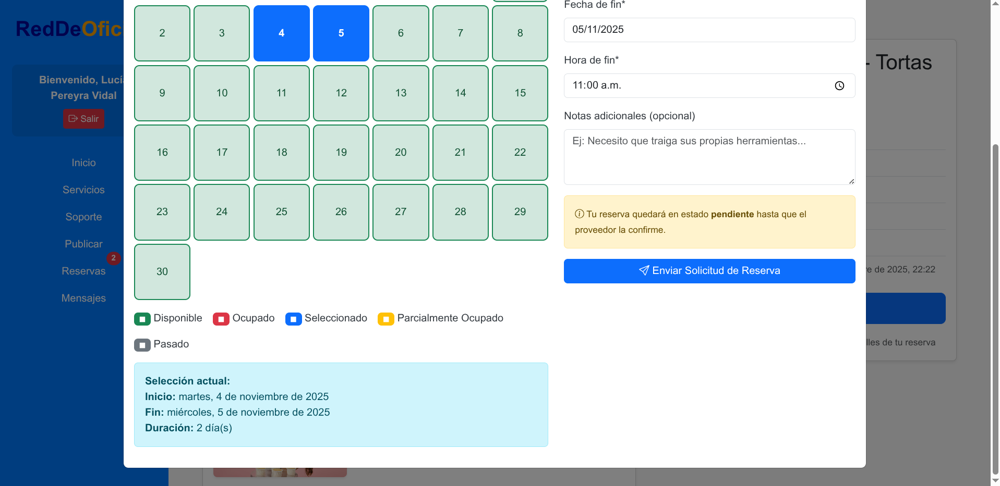 RedDeOfic
Bienvenido, Lucía
Pereyra Vidal
Salir
Inicio
Servicios
Soporte
Publicar
2
Reservas
Mensajes
2 3 4 5 6 7 8
9 10 11 12 13 14 15
16 17 18 19 20 21 22
23 24 25 26 27 28 29
30
Disponible Ocupado Seleccionado Parcialmente Ocupado
Pasado
Selección actual:
Inicio: martes, 4 de noviembre de 2025
Fin: miércoles, 5 de noviembre de 2025
Duración: 2 día(s)
Fecha de fin*
05/11/2025
Hora de fin*
11:00 a.m.
Notas adicionales (opcional)
Ej: Necesito que traiga sus propias herramientas...
Tu reserva quedará en estado pendiente hasta que el
proveedor la confirme.
Enviar Solicitud de Reserva
- Tortas
re de 2025, 22:22
lles de tu reserva